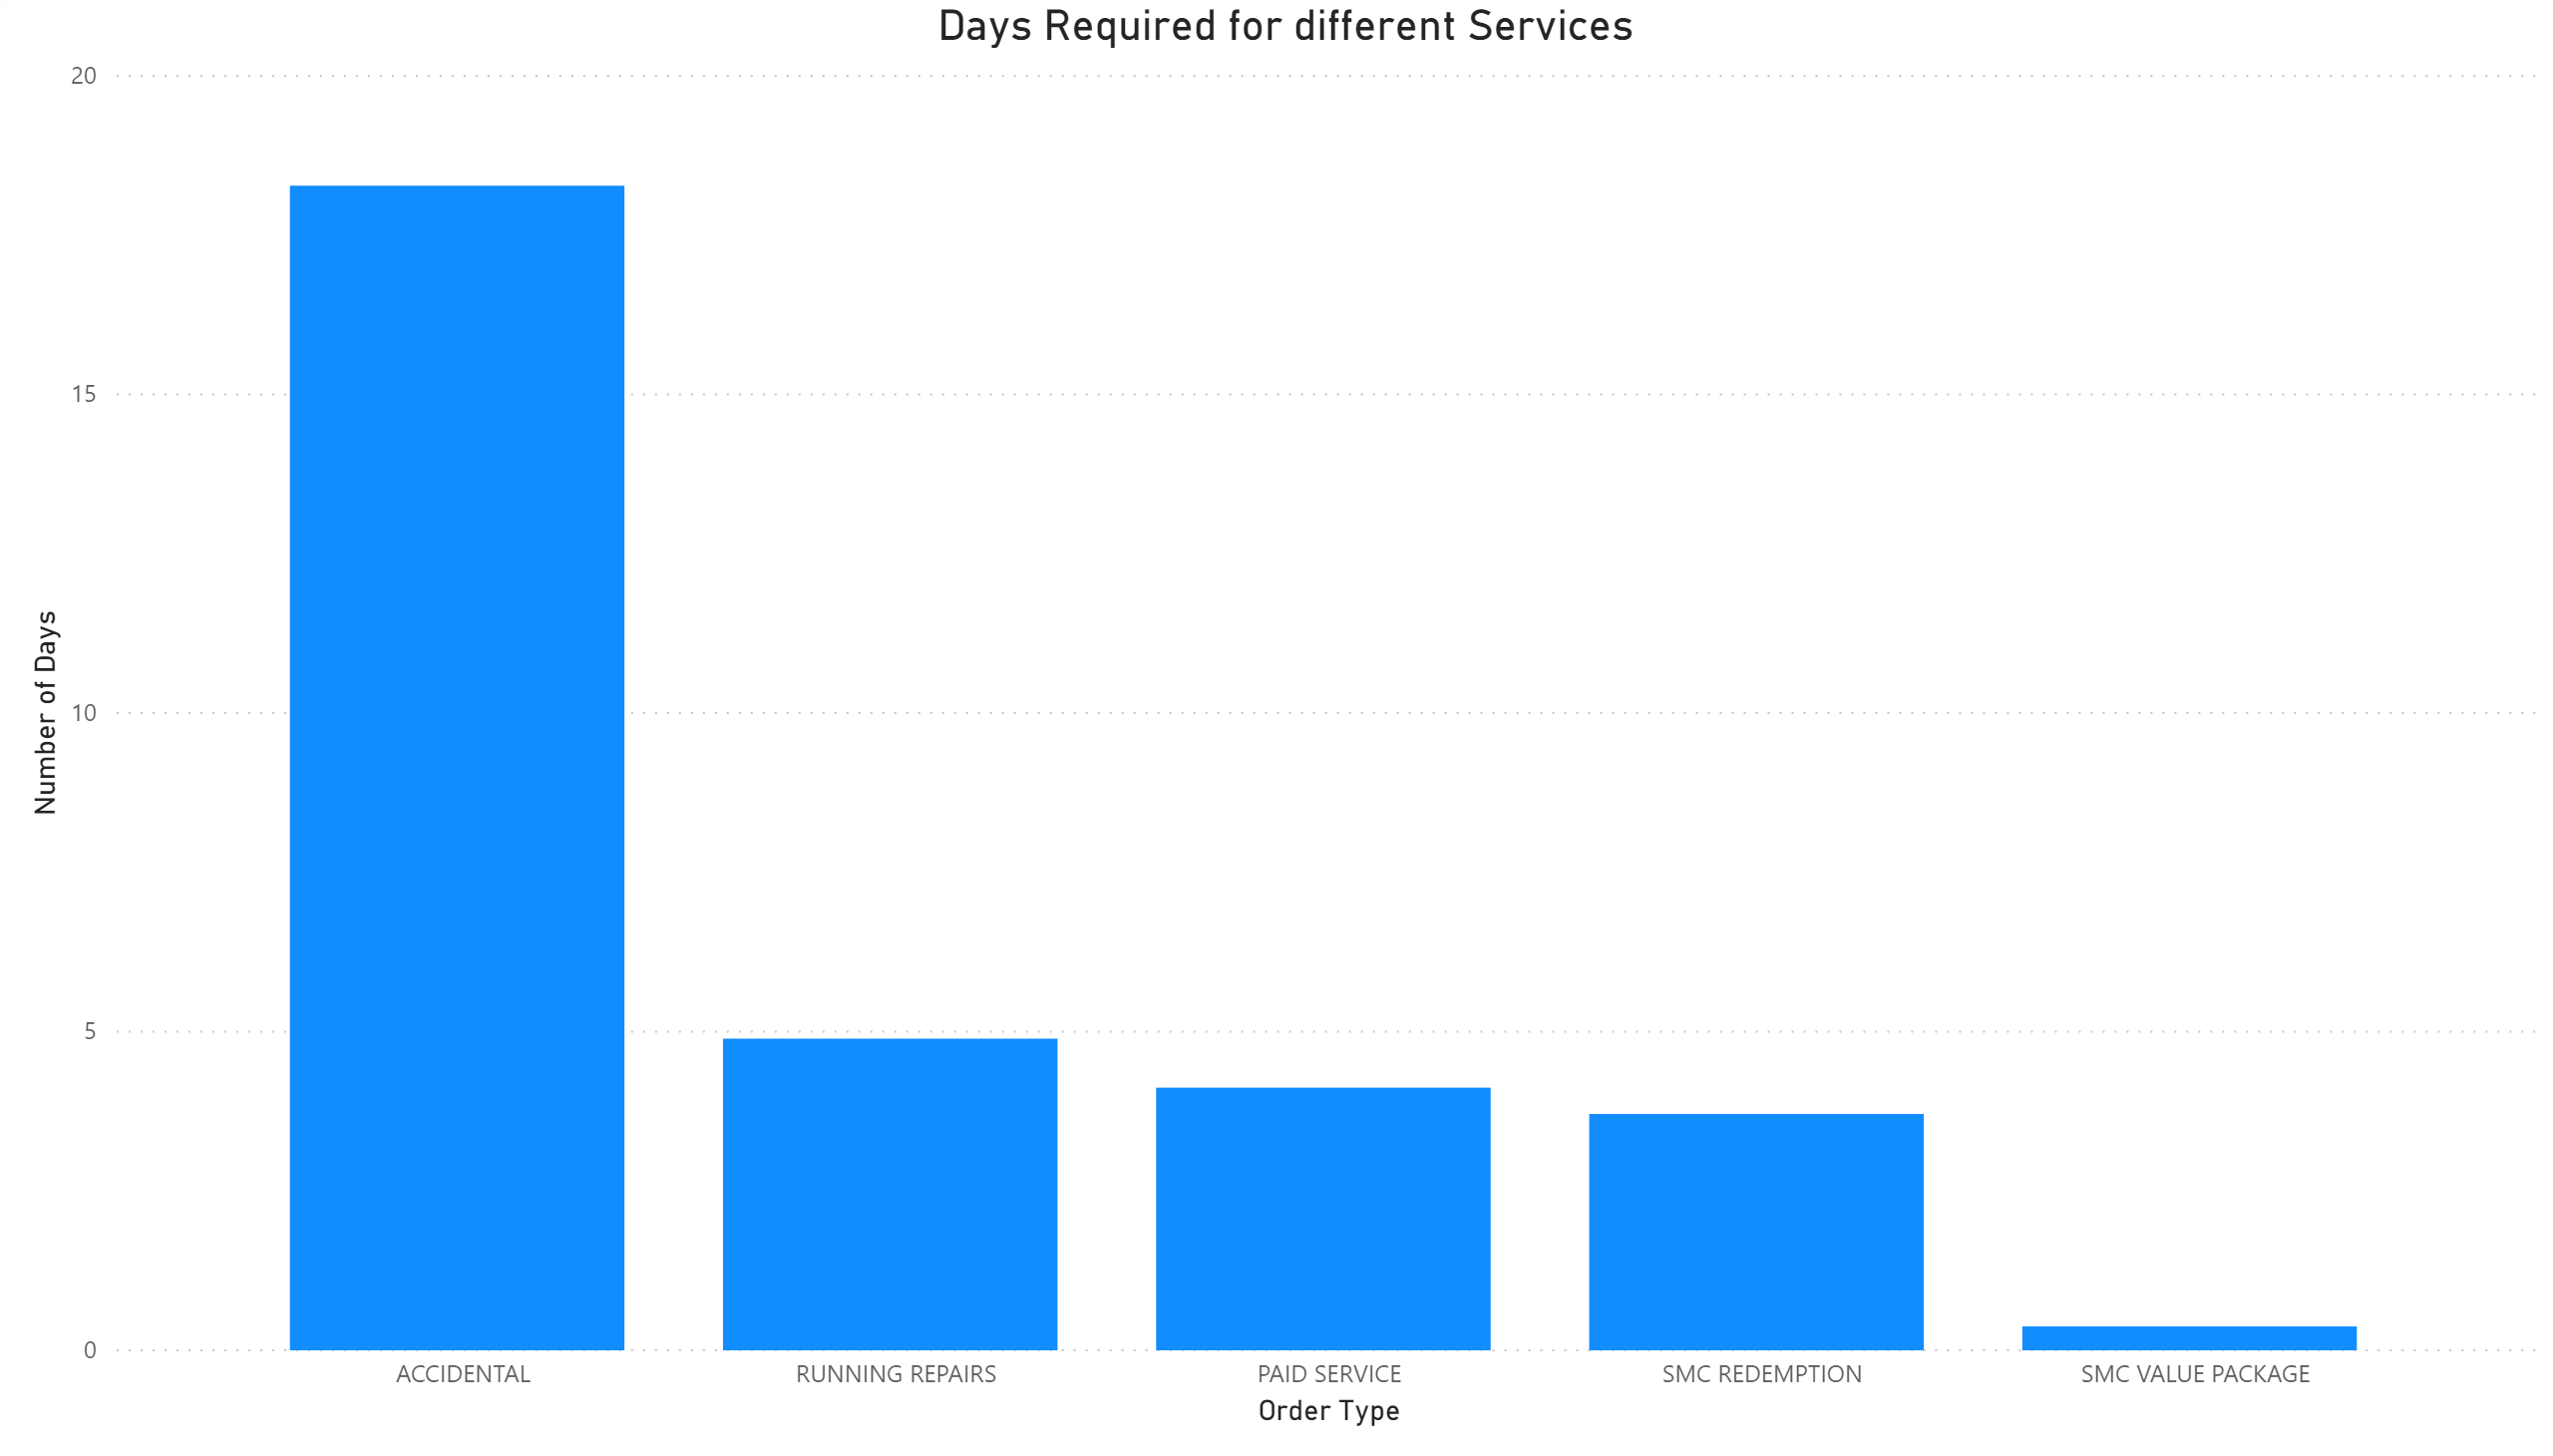 Days Required for different Services
20
15
10
5
0
Number of Days
ACCIDENTAL
RUNNING REPAIRS
PAID SERVICE
SMC REDEMPTION
SMC VALUE PACKAGE
Order Type